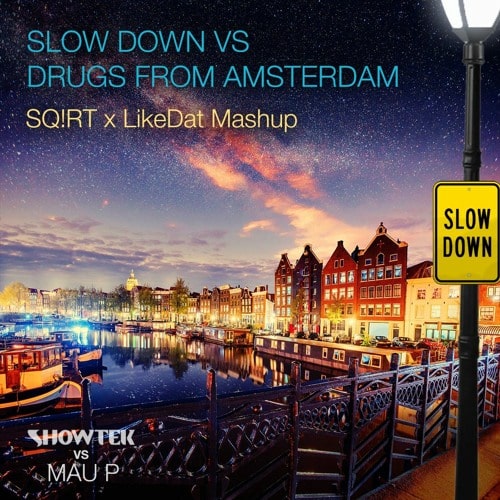 SLOW DOWN VS
DRUGS FROM AMSTERDAM
SQ!RT x LikeDat Mashup
SLOW
DOWN
SHOWTEK
VS
MAU P